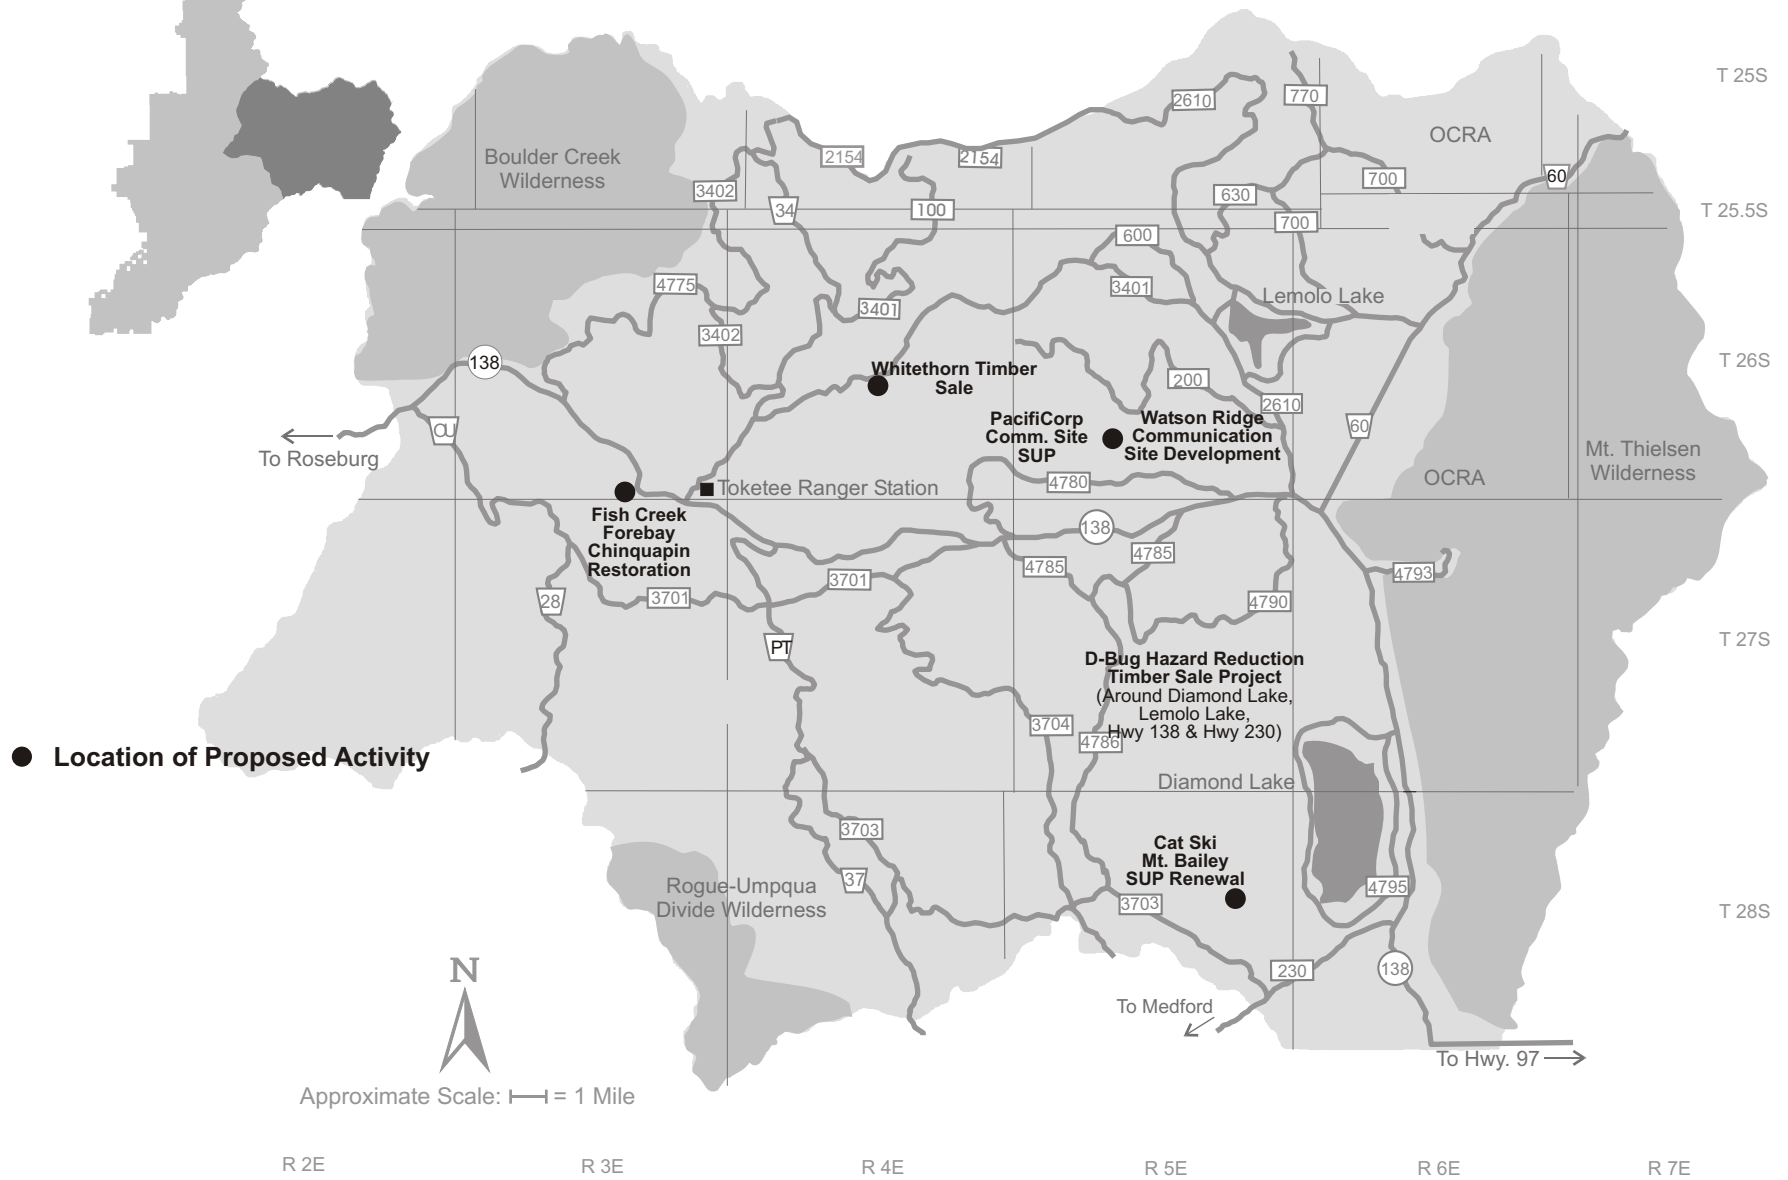 T 25S
2610
770
OCRA
Boulder Creek
Wilderness
2154
2154
60
700
3402
630
34
100
700
T 25.5S
600
4775
3401
Lemolo Lake
3401
3402
138
T 26S
Whitethorn Timber
Sale
200
2610
PacifiCorp
Comm. Site
SUP
Watson Ridge
Communication
Site Development
60
OU
To Roseburg
Mt. Thielsen
Wilderness
OCRA
4780
Toketee Ranger Station
Fish Creek
Forebay
Chinquapin
Restoration
138
4785
4785
3701
4793
28
3701
4790
T 27S
PT
D-Bug Hazard Reduction
Timber Sale Project
(Around Diamond Lake,
Lemolo Lake,
Hwy 138 & Hwy 230)
3704
4786
Location of Proposed Activity
Diamond Lake
3703
Cat Ski
Mt. Bailey
SUP Renewal
37
Rogue-Umpqua
Divide Wilderness
4795
3703
T 28S
N
230
138
To Medford
To Hwy. 97
Approximate Scale: = 1 Mile
R 2E
R 3E
R 4E
R 5E
R 6E
R 7E